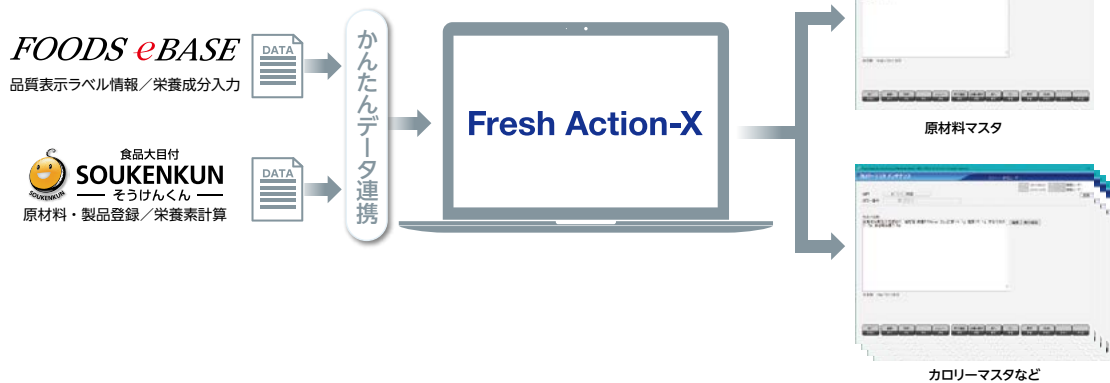 FOODS eBASE
品質表示ラベル情報／栄養成分入力
DATA
食品大目付
SOUKENKUN
そうけんくん
SOUKENKUN
原材料・製品登録／栄養素計算
DATA
かんたんデータ連携
Fresh Action-X
原材料マスタ
カロリーマスタなど